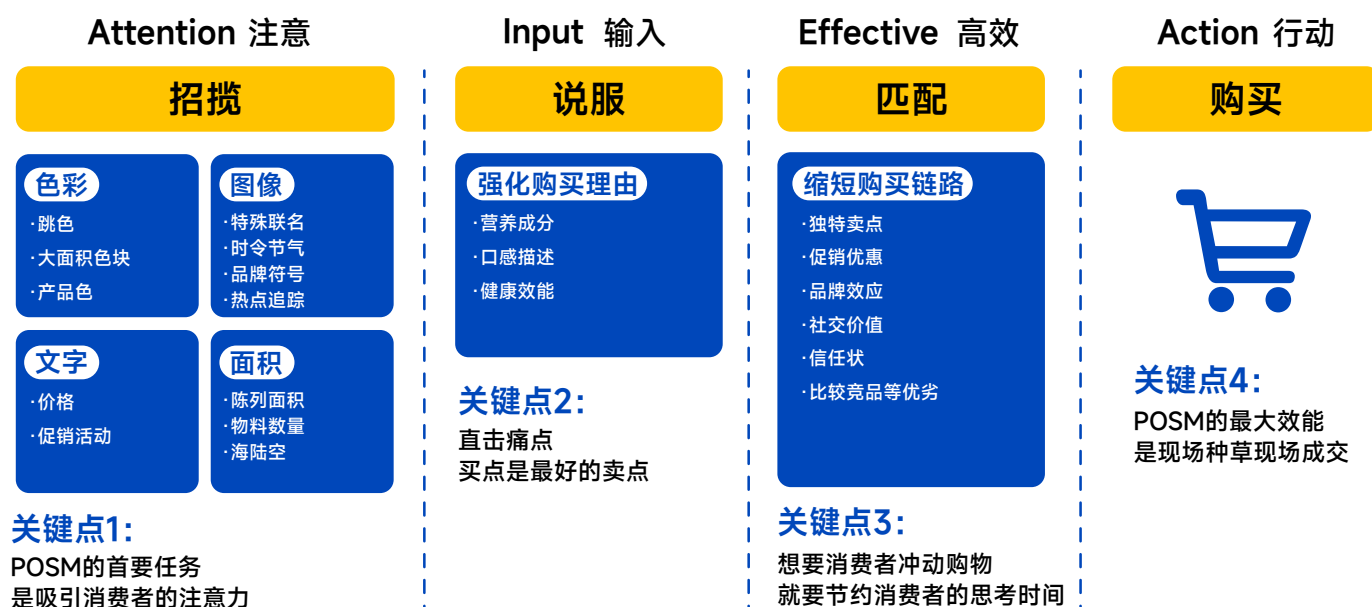 Attention 注意
招揽
色彩
·跳色
·大面积色块
·产品色
图像
·特殊联名
·时令节气
·品牌符号
·热点追踪
文字
·价格
·促销活动
面积
·陈列面积
·物料数量
·海陆空
关键点1：
POSM的首要任务
是吸引消费者的注意力
Input 输入
说服
强化购买理由
·营养成分
·口感描述
·健康效能
关键点2：
直击痛点
买点是最好的卖点
Effective 高效
匹配
缩短购买链路
·独特卖点
·促销优惠
·品牌效应
·社交价值
·信任状
·比较竞品等优劣
关键点3：
想要消费者冲动购物
就要节约消费者的思考时间
Action 行动
购买
关键点4：
POSM的最大效能
是现场种草现场成交